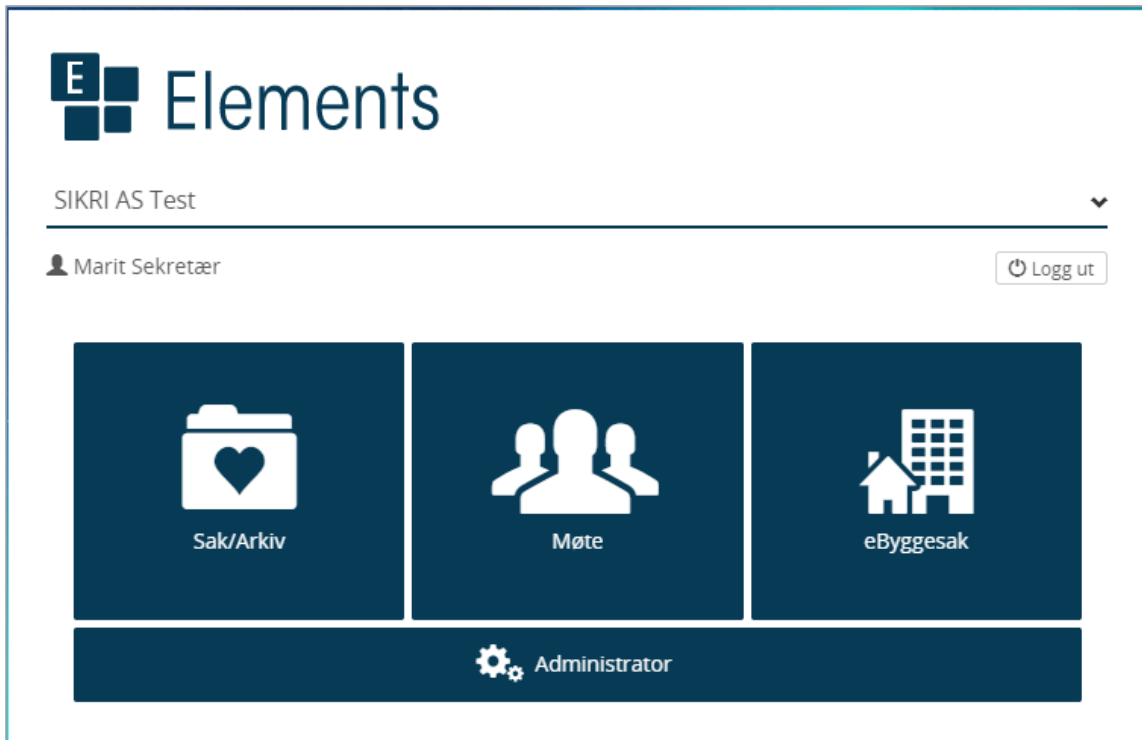 E Elements
SIKRI AS Test
Marit Sekretær
Logg ut
Sak/Arkiv
Møte
eByggesak
Administrator